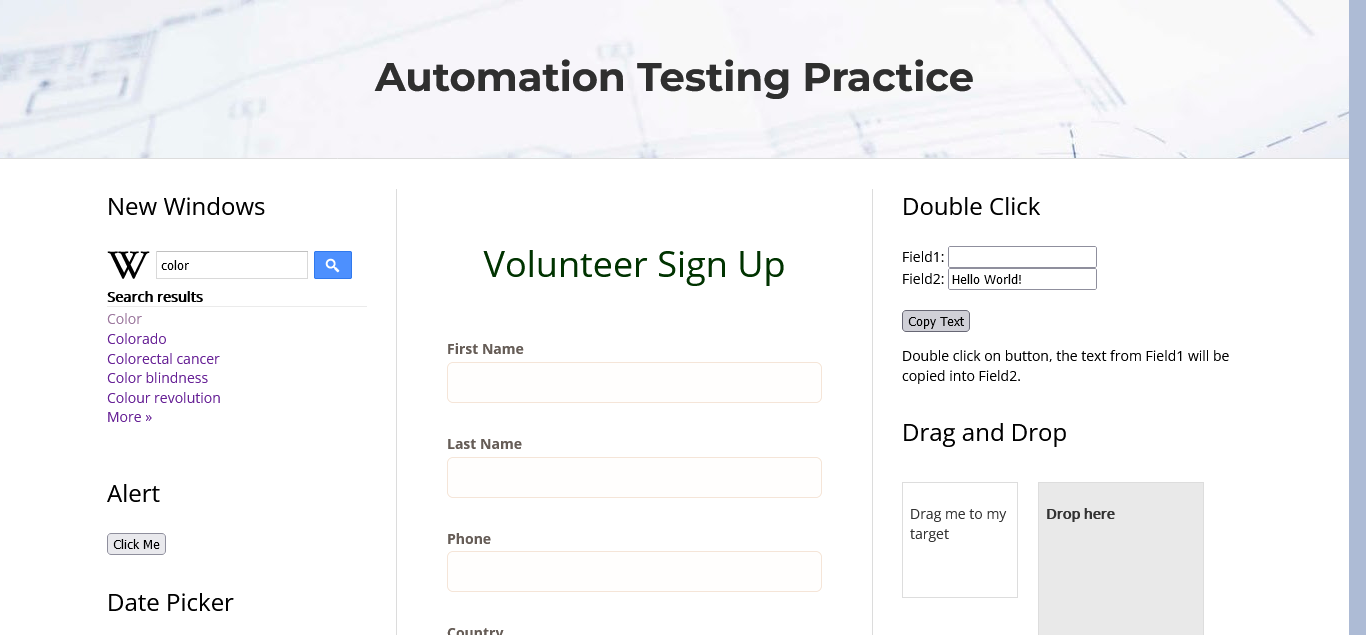 Automation Testing Practice
New Windows
W color
Search results
Color
Colorado
Colorectal cancer
Color blindness
Colour revolution
More »
Alert
Click Me
Date Picker
Volunteer Sign Up
First Name
Last Name
Phone
Country
Double Click
Field1:
Field2: Hello World!
Copy Text
Double click on button, the text from Field1 will be
copied into Field2.
Drag and Drop
Drag me to my
target
Drop here